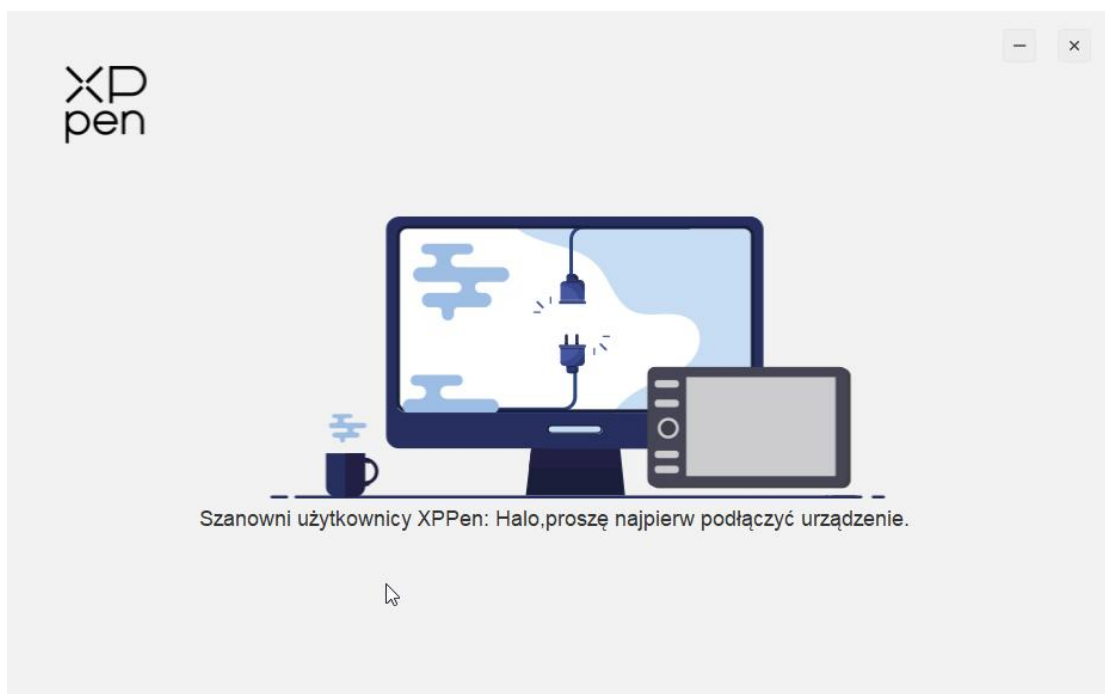 XP
pen
Szanowni użytkownicy XPPen: Halo,proszę najpierw podłączyć urządzenie.